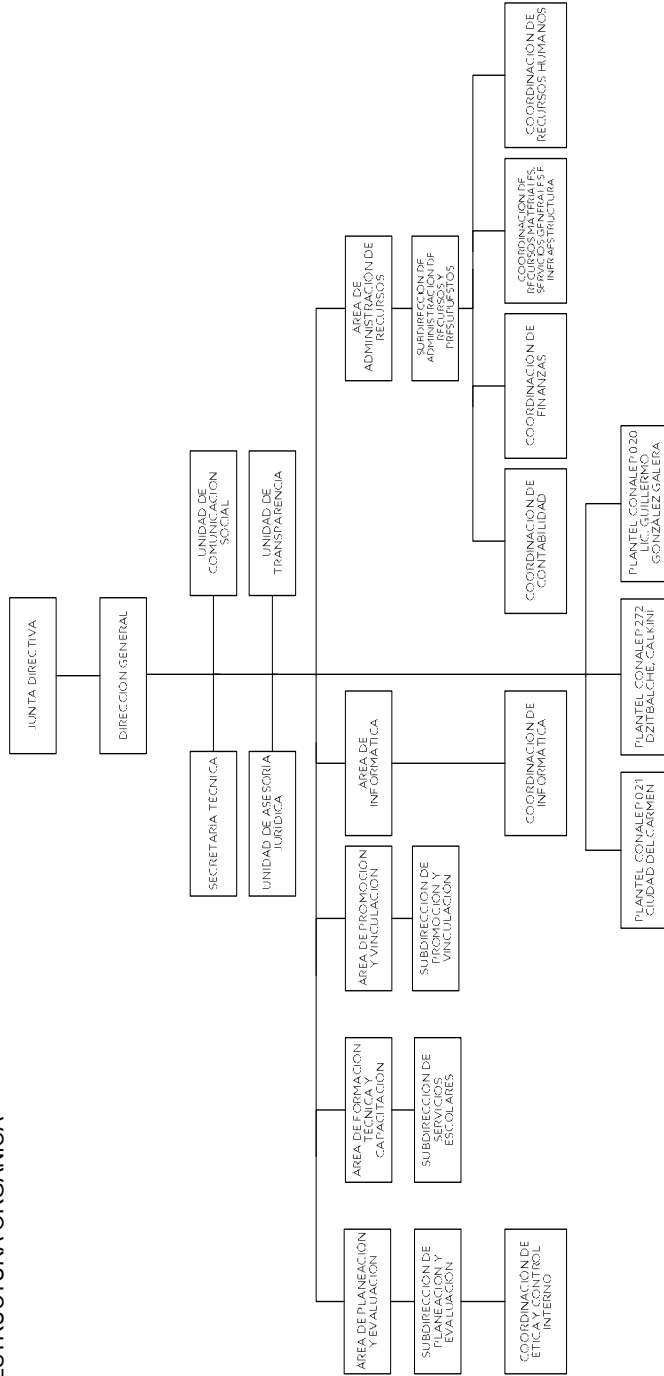 ESTRUCTURA ORGÁNICA
JUNTA DIRECTIVA
DIRECCIÓN GENERAL
SECRETARÍA TÉCNICA
UNIDAD DE
COMUNICACIÓN
SOCIAL
UNIDAD DE ASESORÍA
JURÍDICA
UNIDAD DE
TRANSPARENCIA
ÁREA DE PLANEACIÓN
Y EVALUACIÓN
ÁREA DE FORMACIÓN
TÉCNICA Y
CAPACITACIÓN
ÁREA DE PROMOCIÓN
Y VINCULACIÓN
ÁREA DE
INFORMÁTICA
ÁREA DE
ADMINISTRACIÓN DE
RECURSOS
SUBDIRECCIÓN DE
PLANEACIÓN Y
EVALUACIÓN
SUBDIRECCIÓN DE
SERVICIOS
ESCOLARES
SUBDIRECCIÓN DE
PROMOCIÓN Y
VINCULACIÓN
SUBDIRECCIÓN DE
ADMINISTRACIÓN DE
RECURSOS Y
PRESUPUESTOS
COORDINACIÓN DE
ÉTICA Y CONTROL
INTERNO
COORDINACIÓN DE
INFORMÁTICA
COORDINACIÓN DE
CONTABILIDAD
COORDINACIÓN DE
FINANZAS
COORDINACIÓN DE
RECURSOS MATERIALES,
SERVICIOS GENERALES E
INFRAESTRUCTURA
COORDINACIÓN DE
RECURSOS HUMANOS
PLANTEL CONALEP 021
CIUDAD DEL CARMEN
PLANTEL CONALEP 272
DZITBALCHÉ, CALKINÍ
PLANTEL CONALEP 020
LIC. GUILLERMO
GONZÁLEZ GALERA